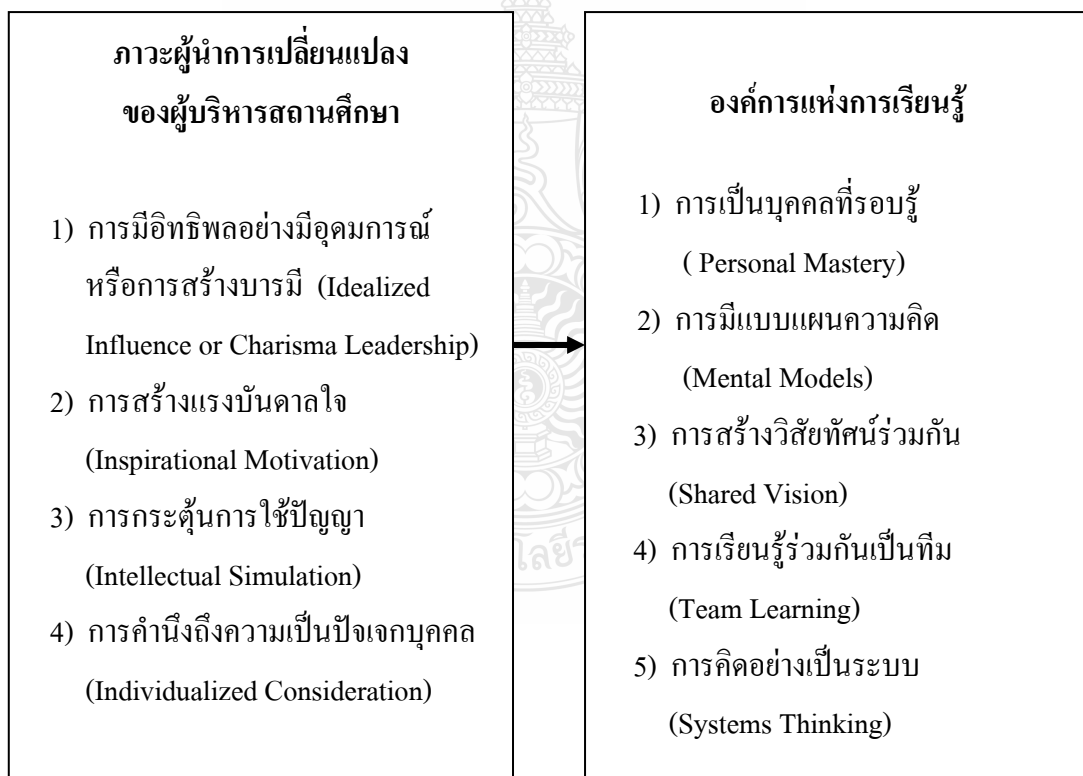 ภาวะผู้นำการเปลี่ยนแปลง
ของผู้บริหารสถานศึกษา
1) การมีอิทธิพลอย่างมีอุดมการณ์
หรือการสร้างบารมี (Idealized
Influence or Charisma Leadership)
2) การสร้างแรงบันดาลใจ
(Inspirational Motivation)
3) การกระตุ้นการใช้ปัญญา
(Intellectual Simulation)
4) การคำนึงถึงความเป็นปัจเจกบุคคล
(Individualized Consideration)
องค์การแห่งการเรียนรู้
1) การเป็นบุคคลที่รอบรู้
( Personal Mastery)
2) การมีแบบแผนความคิด
(Mental Models)
3) การสร้างวิสัยทัศน์ร่วมกัน
(Shared Vision)
4) การเรียนรู้ร่วมกันเป็นทีม
(Team Learning)
5) การคิดอย่างเป็นระบบ
(Systems Thinking)